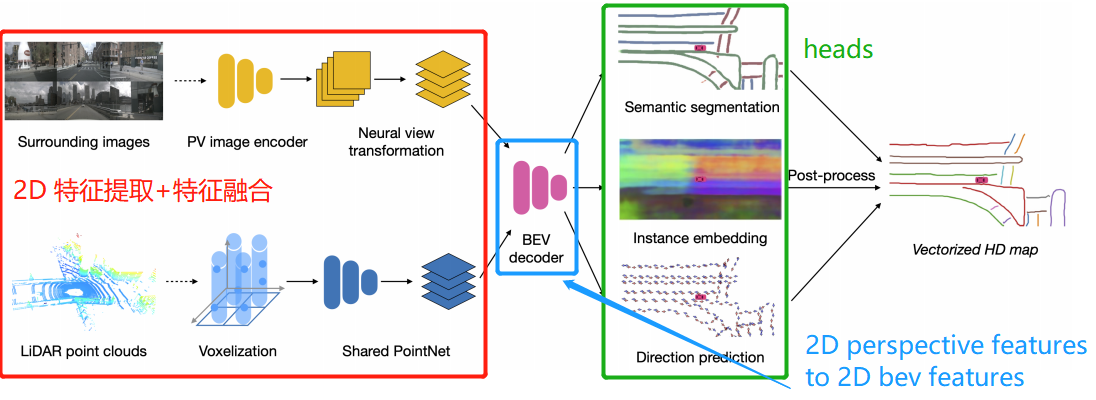 heads
Surrounding images
PV image encoder
Neural view
transformation
2D 特征提取+特征融合
LiDAR point clouds
Voxelization
Shared PointNet
BEV
decoder
Semantic segmentation
Instance embedding
Direction prediction
Post-process
Vectorized HD map
2D perspective features
to 2D bev features